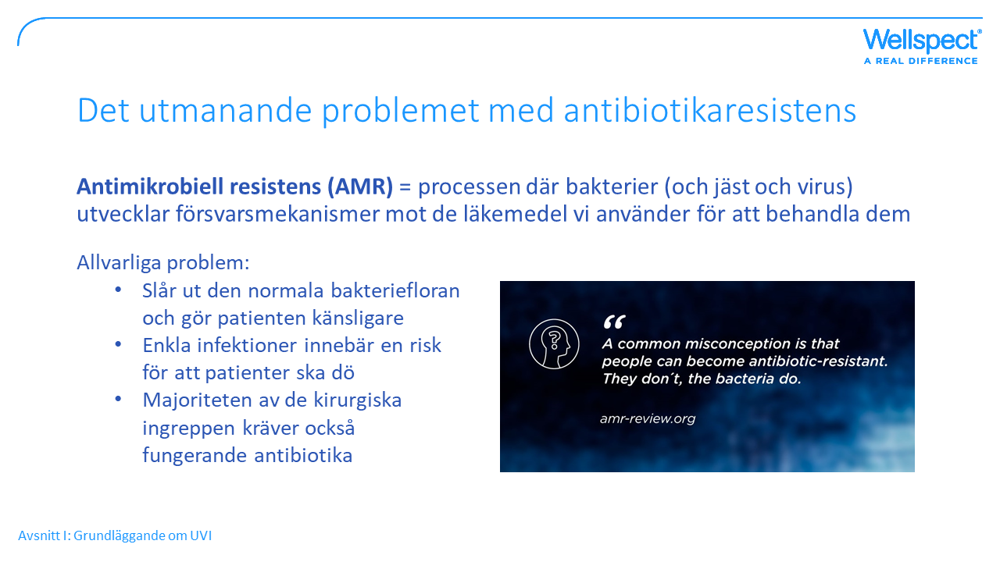 Wellspect®
A REAL DIFFERENCE
Det utmanande problemet med antibiotikaresistens
Antimikrobiell resistens (AMR) = processen där bakterier (och jäst och virus)
utvecklar försvarsmekanismer mot de läkemedel vi använder för att behandla dem
Allvarliga problem:
• Slår ut den normala bakteriefloran
och gör patienten känsligare
• Enkla infektioner innebär en risk
för att patienter ska dö
• Majoriteten av de kirurgiska
ingreppen kräver också
fungerande antibiotika
“
A common misconception is that
people can become antibiotic-resistant.
They don´t, the bacteria do.
amr-review.org
Avsnitt I: Grundläggande om UVI